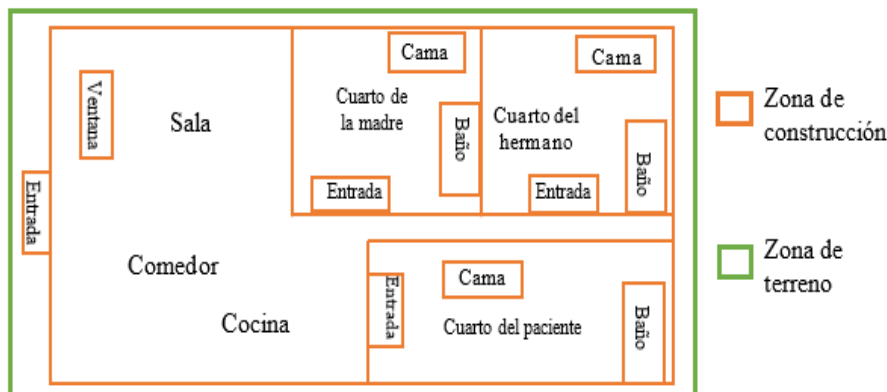 Cama
Cama
Ventana
Sala
Cuarto de
la madre
Baño
Cuarto del
hermano
Baño
Entrada
Entrada
Entrada
Comedor
Cocina
Entrada
Cama
Cuarto del paciente
Baño
Zona de
construcción
Zona de
terreno